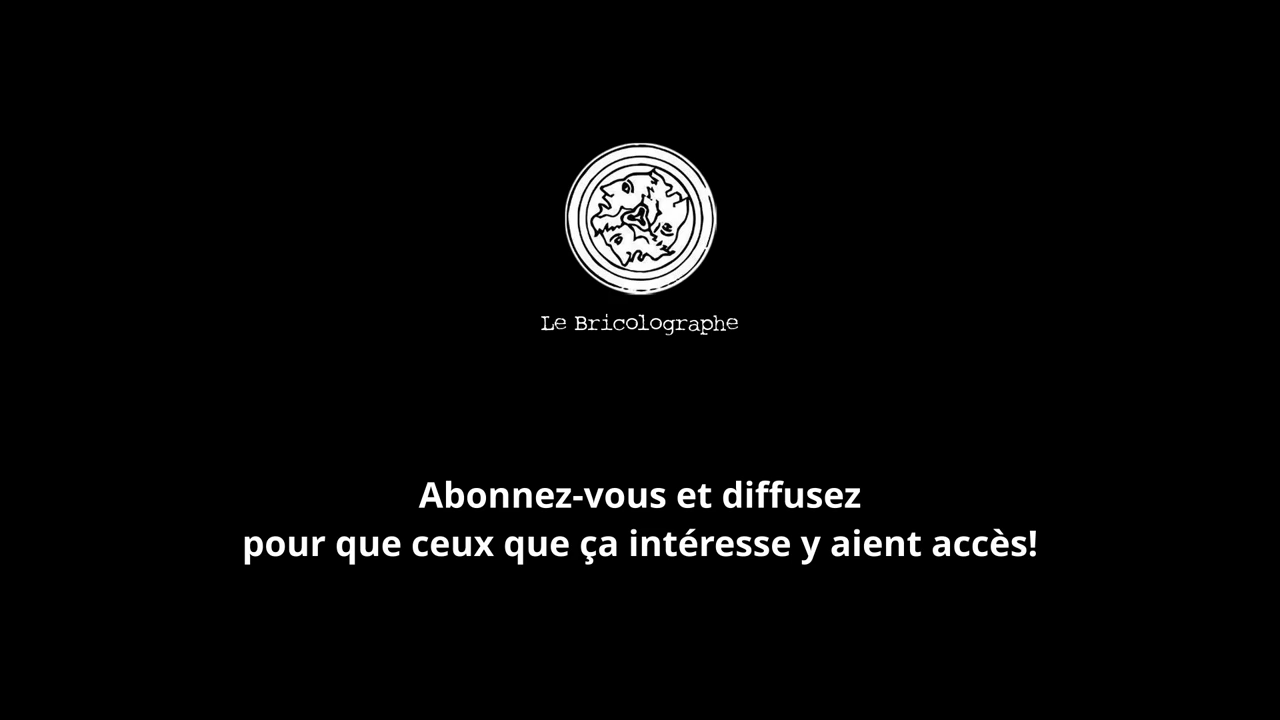 Le Bricolographe
Abonnez-vous et diffusez
pour que ceux que ça intéresse y aient accès!